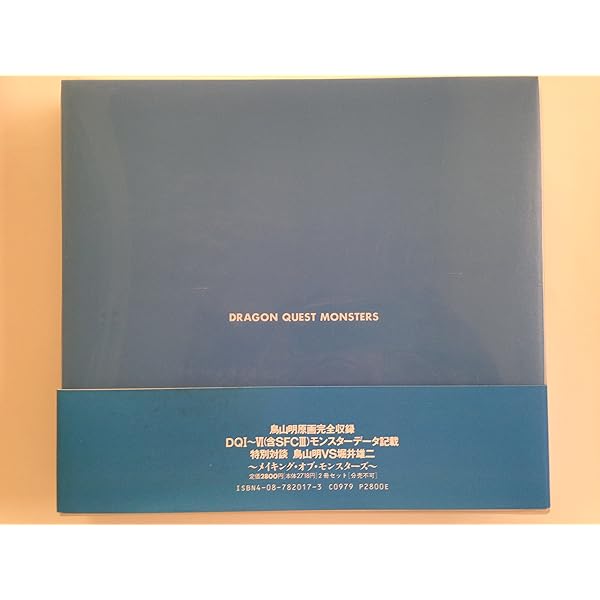 DRAGON QUEST MONSTERS
鳥山明原画完全収録
DQⅠ～Ⅵ(含SFCⅢ)モンスターデータ記載
特別対談 鳥山明VS堀井雄二
～メイキング・オブ・モンスターズ～
定価2800円[本体2718円][2冊セット[分売不可]
ISBN4-08-782017-3 C0979 P2800E